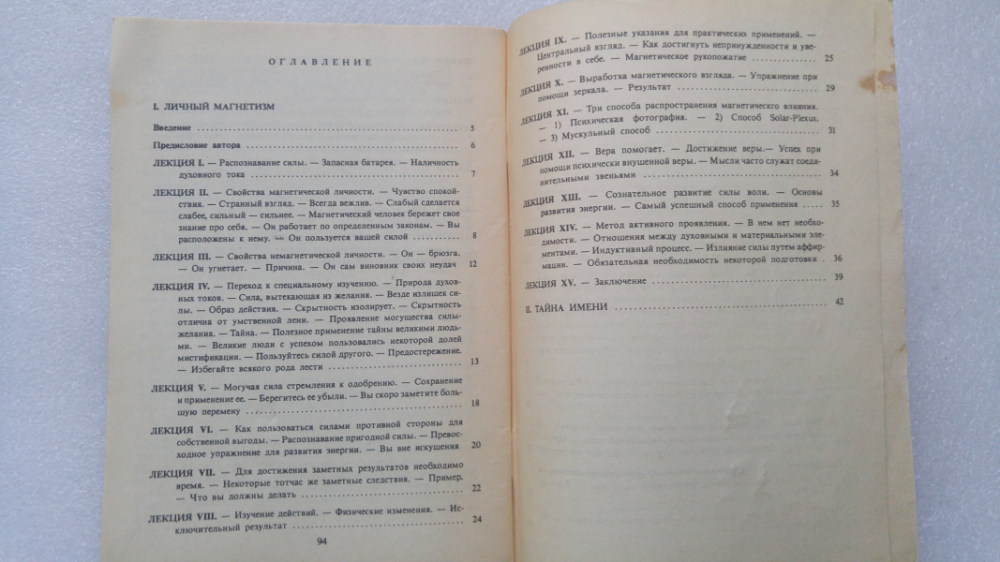 ОГЛАВЛЕНИЕ
I. ЛИЧНЫЙ МАГНЕТИЗМ
Введение 5
Предисловие автора 6
ЛЕКЦИЯ I. — Распознавание силы. — Запасная батарея. — Наличность
духовного тока 7
ЛЕКЦИЯ II. — Свойства магнетической личности. — Чувство спокой-
ствия. — Странный взгляд. — Всегда вежлив. — Слабый сделается
слабее, сильный — сильнее. — Магнетический человек бережет свое
знание про себя. — Он работает по определенным законам. — Вы
расположены к нему. — Он пользуется вашей силой 8
ЛЕКЦИЯ III. — Свойства немагнетической личности. — Он — брюзга.
— Он угнетает. — Причина. — Он сам виновник своих неудач 12
ЛЕКЦИЯ IV. — Переход к специальному изучению. — Природа духов-
ных токов. — Сила, вытекающая из желания. — Везде излишек си-
лы. — Образ действия. — Скрытность изолирует. — Скрытность
отлична от умственной лени. — Проявление могущества силы-
желания. — Тайна. — Полезное применение тайны великими людь-
ми. — Великие люди с успехом пользовались некоторой долей
мистификации. — Пользуйтесь силой другого. — Предостережение.
— Избегайте всякого рода лести 13
ЛЕКЦИЯ V. — Могучая сила стремления к одобрению. — Сохранение
и применение ее. — Берегитесь ее убыли. — Вы скоро заметите боль-
шую перемену 18
ЛЕКЦИЯ VI. — Как пользоваться силами противной стороны для
собственной выгоды. — Распознавание пригодной силы. — Превос-
ходное упражнение для развития энергии. — Вы вне искушения 20
ЛЕКЦИЯ VII. — Для достижения заметных результатов необходимо
время. — Некоторые тотчас же заметные следствия. — Пример.
— Что вы должны делать 22
ЛЕКЦИЯ VIII. — Изучение действий. — Физические изменения. — Ис-
ключительный результат 24
94
ЛЕКЦИЯ IX. — Полезные указания для практических применений. —
Центральный взгляд. — Как достигнуть непринужденности и уве-
ренности в себе. — Магнетическое рукопожатие 25
ЛЕКЦИЯ X. — Выработка магнетического взгляда. — Упражнение при
помощи зеркала. — Результат 29
ЛЕКЦИЯ XI. — Три способа распространения магнетического влияния.
— 1) Психическая фотография. — 2) Способ Solar-Plexus.
— 3) Мускульный способ 31
ЛЕКЦИЯ XII. — Вера помогает. — Достижение веры.— Успех при
помощи психически внушенной веры. — Мысли часто служат соеди-
нительными звеньями 34
ЛЕКЦИЯ XIII. — Сознательное развитие силы воли. — Основы
развития энергии. — Самый успешный способ применения 35
ЛЕКЦИЯ XIV. — Метод активного проявления. — В нем нет необхо-
димости. — Отношения между духовными и материальными эле-
ментами. — Индуктивный процесс. — Излияние силы путем аффир-
мации. — Обязательная необходимость некоторой подготовки . 36
ЛЕКЦИЯ XV. — Заключение 39
II. ТАЙНА ИМЕНИ 42